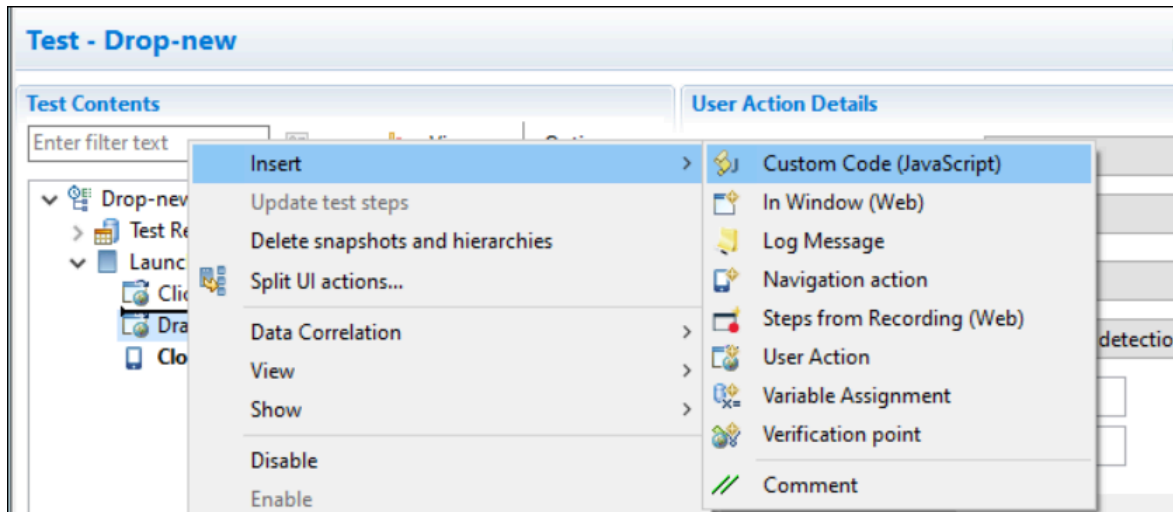 Test - Drop-new
Test Contents
User Action Details
Enter filter text
Drop-new
Test Re
Launc
Clic
Dra
Clo
Insert
Update test steps
Delete snapshots and hierarchies
Split UI actions...
Data Correlation
View
Show
Disable
Enable
Custom Code (JavaScript)
In Window (Web)
Log Message
Navigation action
Steps from Recording (Web)
User Action
Variable Assignment
Verification point
Comment
detectio